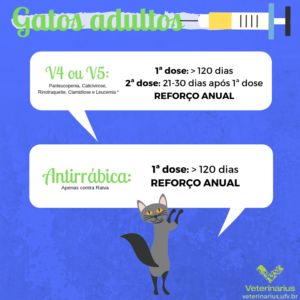 Gatos adultos
V4 ou V5:
Panleucopenia, Calicivirose,
Rinotraqueíte, Clamidiose e Leucemia *
1ª dose: > 120 dias
2ª dose: 21-30 dias após 1ª dose
REFORÇO ANUAL
Antirrábica:
Apenas contra Raiva
1ª dose: > 120 dias
REFORÇO ANUAL
Veterinarius
veterinarius.ufv.br